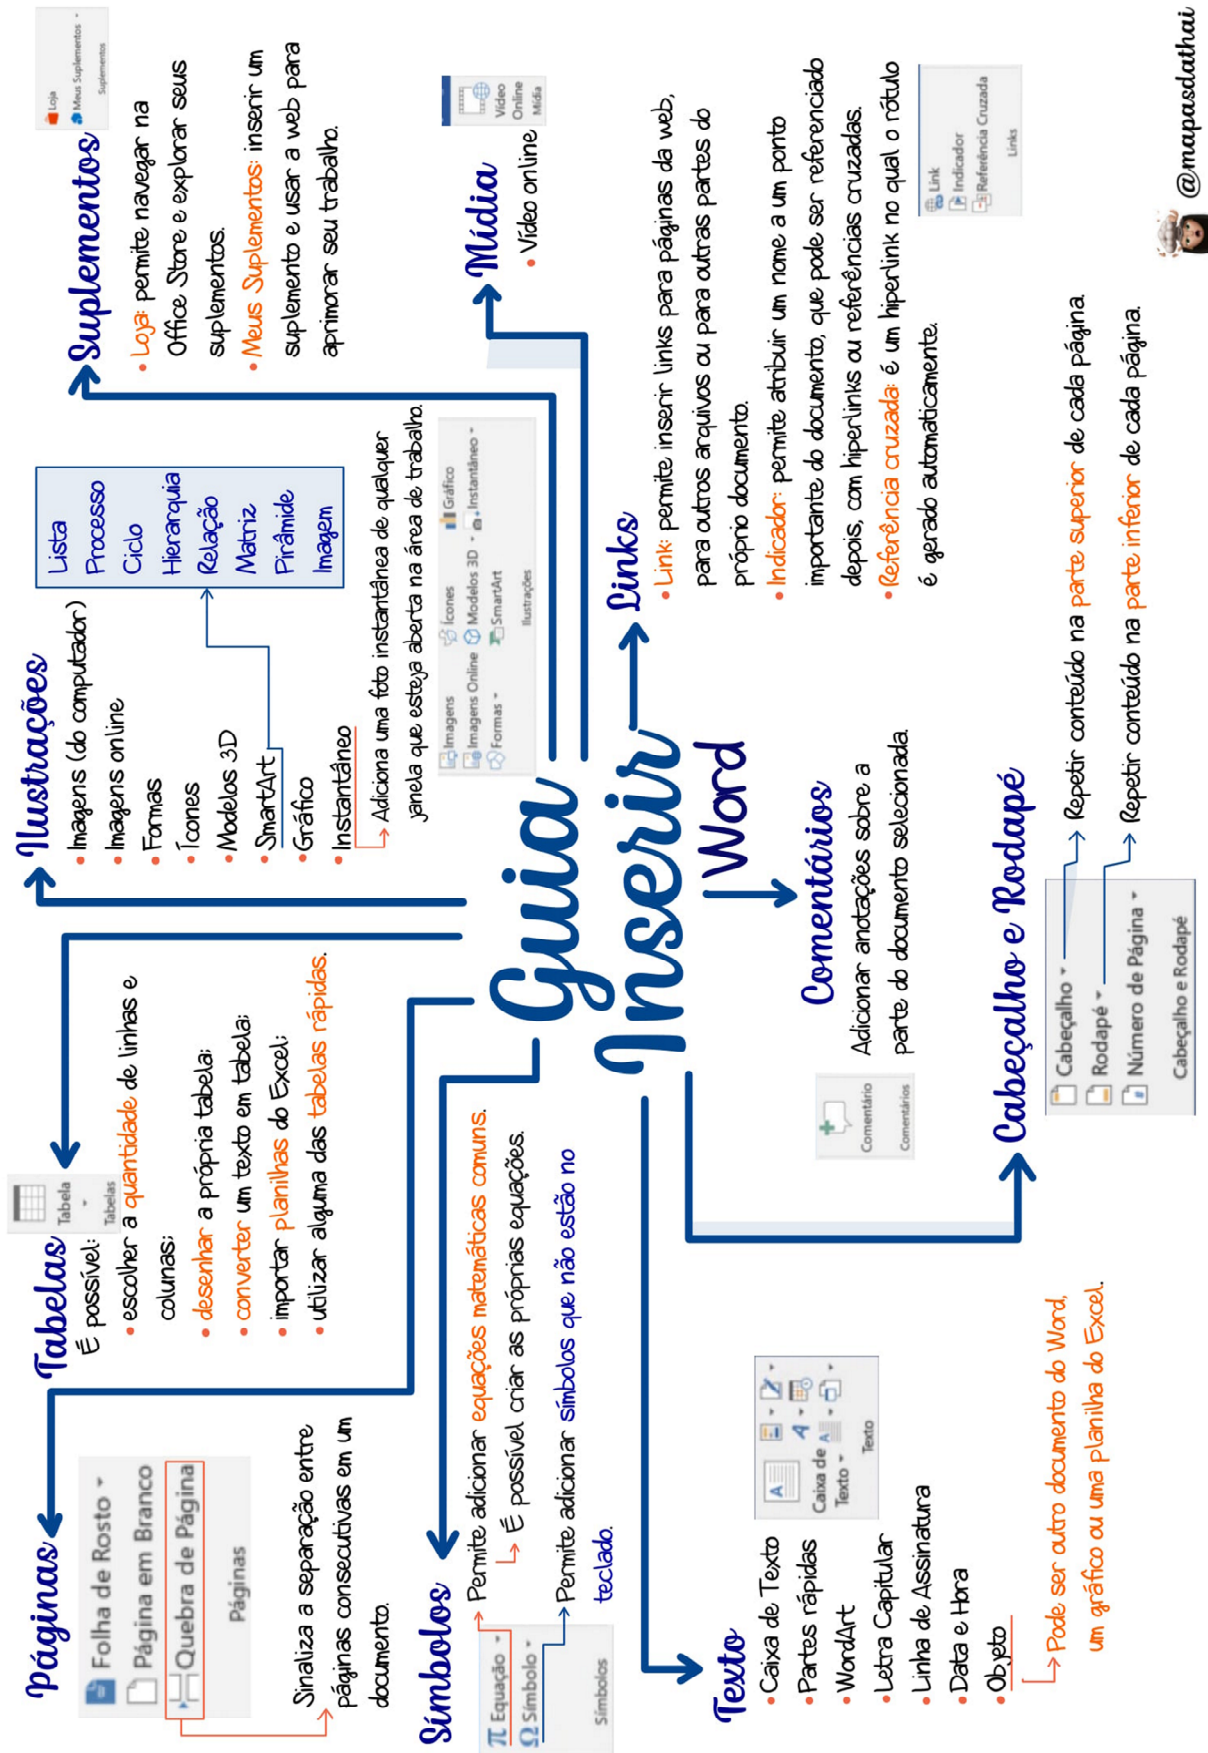 Páginas
Folha de Rosto
Página em Branco
Quebra de Página
Páginas
Sinaliza a separação entre
páginas consecutivas em um
documento.
Tabelas
Tabela
Tabelas
É possível:
• escolher a quantidade de linhas e
colunas;
• desenhar a própria tabela;
• converter um texto em tabela;
• importar planilhas do Excel;
• utilizar alguma das tabelas rápidas.
Ilustrações
• Imagens (do computador)
• Imagens online
• Formas
• Ícones
• Modelos 3D
• SmartArt
• Gráfico
• Instantâneo
Adiciona uma foto instantânea de qualquer
janela que esteja aberta na área de trabalho.
Lista
Processo
Ciclo
Hierarquia
Relação
Matriz
Pirâmide
Imagem
Imagens
Ícones
Gráfico
Imagens Online
Modelos 3D
Instantâneo
Formas
SmartArt
Ilustrações
Suplementos
Loja
Meus Suplementos
Suplementos
• Loja: permite navegar na
Office Store e explorar seus
suplementos.
• Meus Suplementos: inserir um
suplemento e usar a web para
aprimorar seu trabalho.
Mídia
Vídeo
Online
Mídia
• Vídeo online
Guia
Inserir
Word
Símbolos
π Equação
Ω Símbolo
Símbolos
Permite adicionar equações matemáticas comuns.
É possível criar as próprias equações.
Permite adicionar símbolos que não estão no
teclado.
Links
• Link: permite inserir links para páginas da web,
para outros arquivos ou para outras partes do
próprio documento.
• Indicador: permite atribuir um nome a um ponto
importante do documento, que pode ser referenciado
depois, com hiperlinks ou referências cruzadas.
• Referência cruzada: é um hiperlink no qual o rótulo
é gerado automaticamente.
Link
Indicador
Referência Cruzada
Links
Texto
• Caixa de Texto
• Partes rápidas
• WordArt
• Letra Capitular
• Linha de Assinatura
• Data e Hora
• Objeto
Pode ser outro documento do Word,
um gráfico ou uma planilha do Excel.
Caixa de
Texto
Texto
Comentários
Comentário
Comentários
Adicionar anotações sobre a
parte do documento selecionada.
Cabeçalho e Rodapé
Cabeçalho
Rodapé
Número de Página
Cabeçalho e Rodapé
Repetir conteúdo na parte superior de cada página.
Repetir conteúdo na parte inferior de cada página.
@mapasdathai